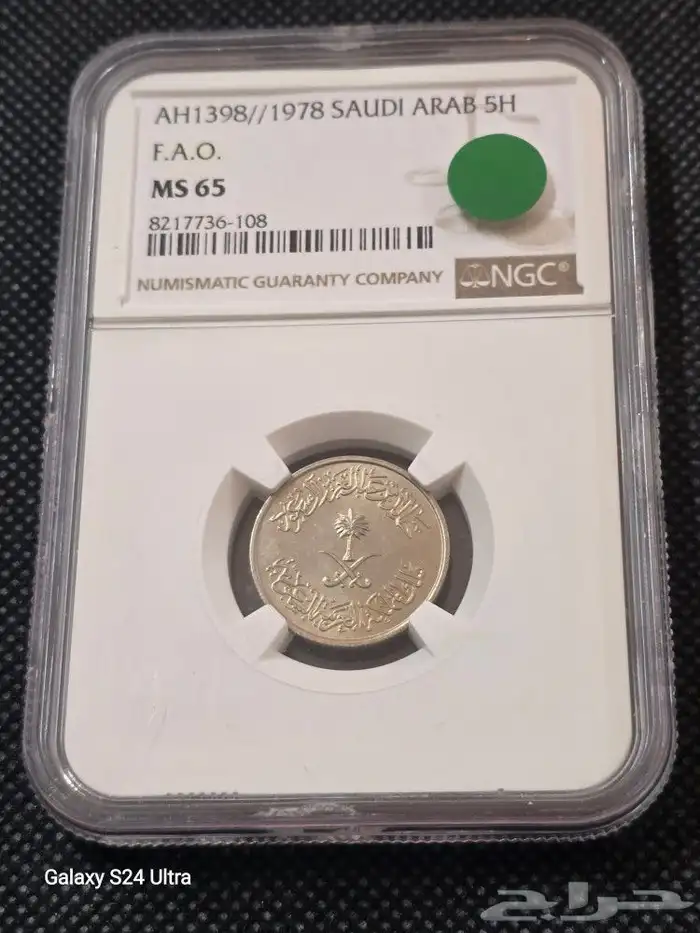 AH1398//1978 SAUDI ARAB 5H
F.A.O.
MS 65
8217736-108
NUMISMATIC GUARANTY COMPANY NGC®
Galaxy S24 Ultra
حراج